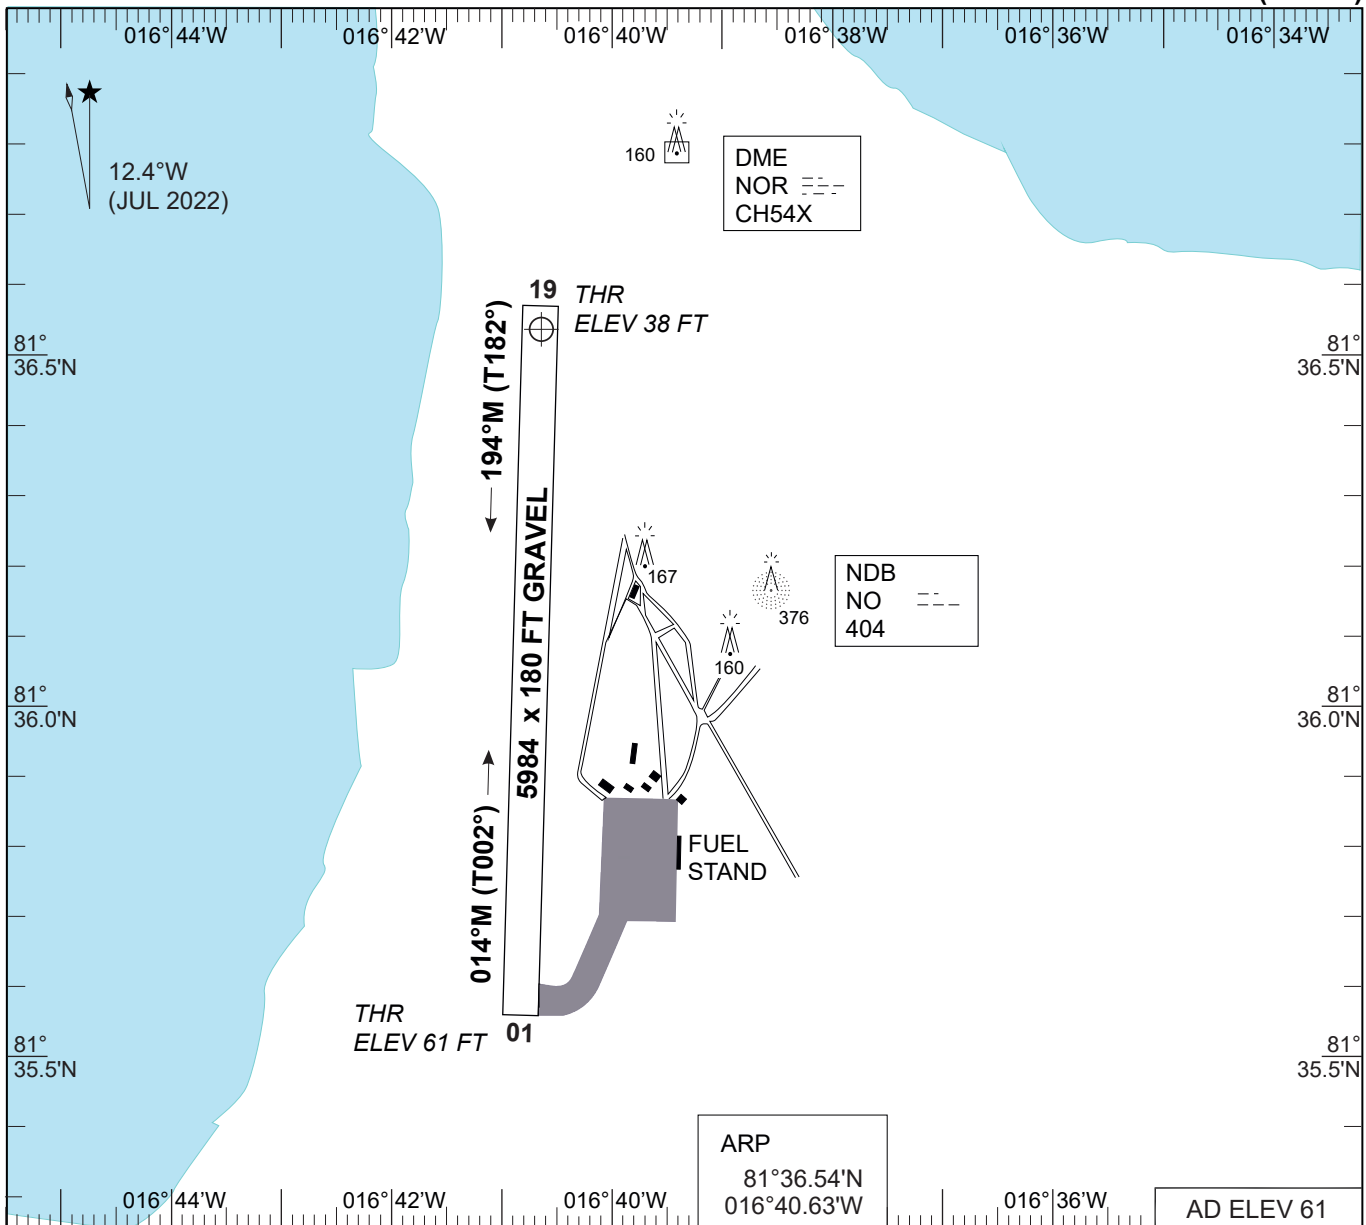 016°44'W 016°42'W 016°40'W 016°38'W 016°36'W 016°34'W
12.4°W
(JUL 2022)
160
DME
NOR
CH54X
19
THR
ELEV 38 FT
194°M (T182°)
81°
36.5'N
81°
36.5'N
5984 x 180 FT GRAVEL
167
376
160
NDB
NO
404
81°
36.0'N
81°
36.0'N
014°M (T002°)
FUEL
STAND
THR
ELEV 61 FT
01
81°
35.5'N
81°
35.5'N
ARP
81°36.54'N
016°40.63'W
016°44'W 016°42'W 016°40'W 016°36'W
AD ELEV 61